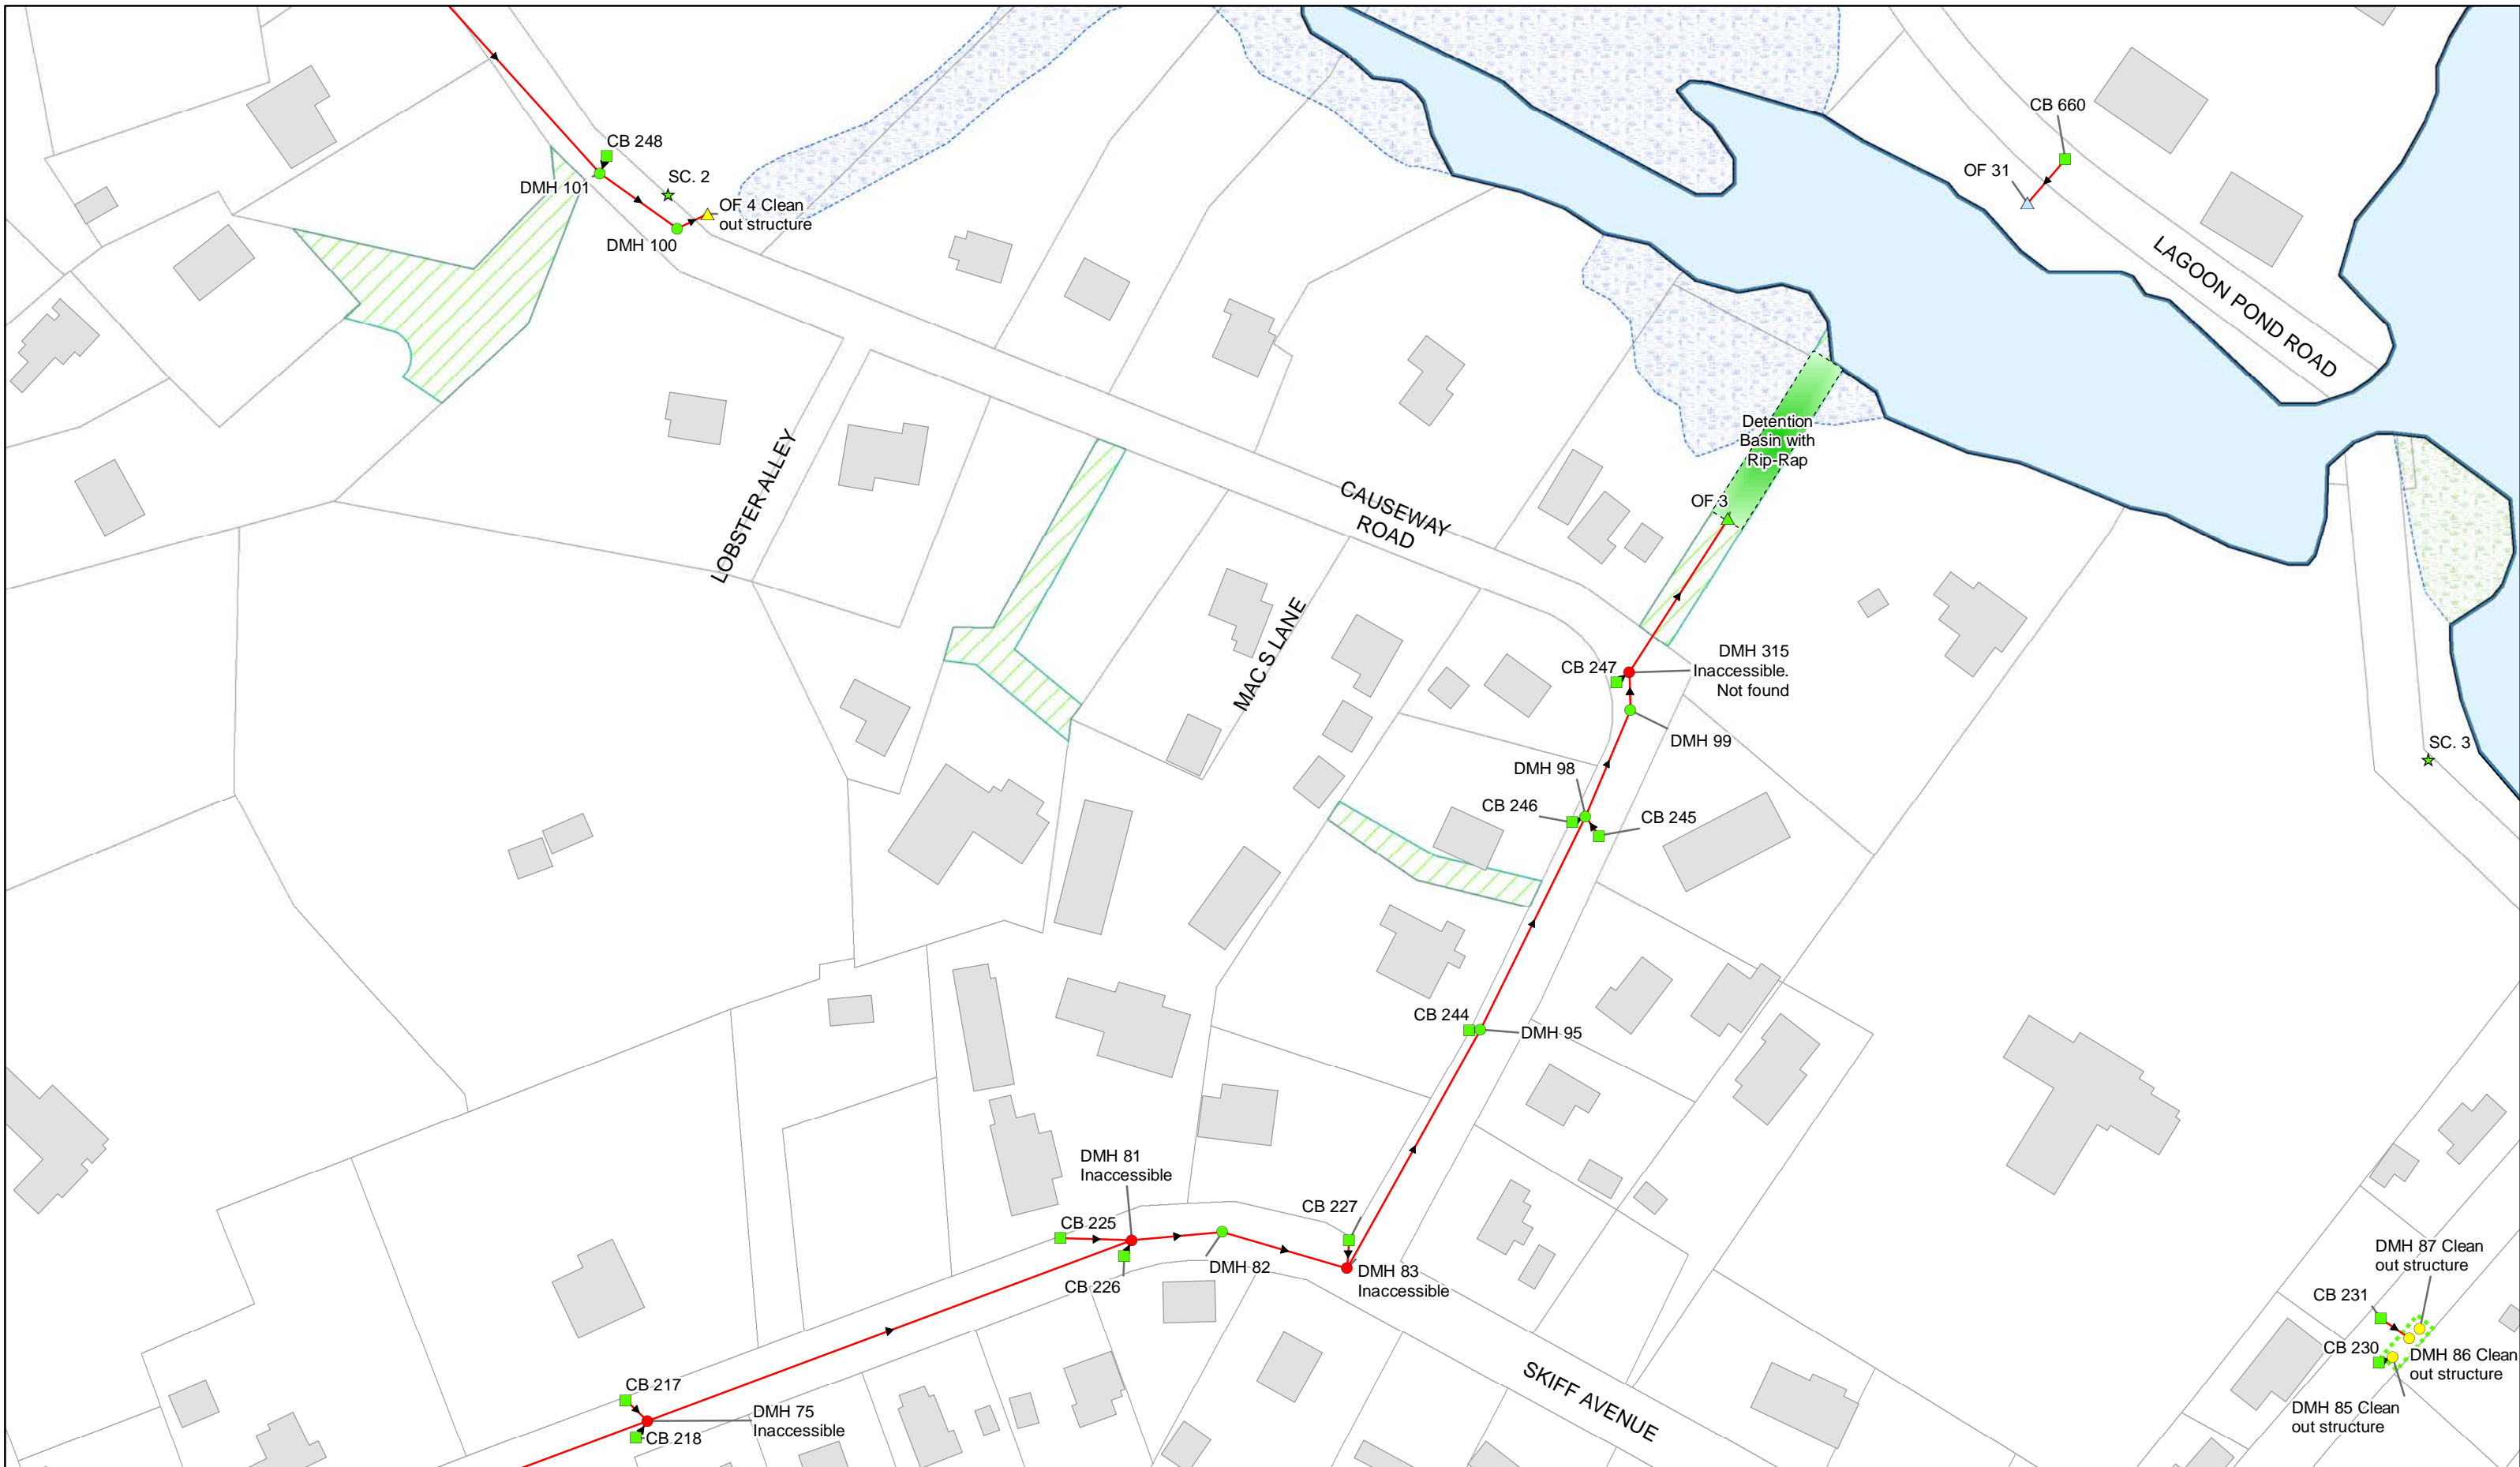 CB 660
CB 248
OF 31
SC. 2
DMH 101
OF 4 Clean
out structure
DMH 100
LAGOON POND ROAD
Detention
Basin with
Rip-Rap
LOBSTER ALLEY
CAUSEWAY
ROAD
OF 3
MAC S LANE
DMH 315
Inaccessible.
Not found
CB 247
DMH 99
SC. 3
DMH 98
CB 246
CB 245
CB 244
DMH 95
DMH 81
Inaccessible
CB 227
CB 225
DMH 82
CB 226
DMH 83
Inaccessible
DMH 87 Clean
out structure
CB 231
CB 230
DMH 86 Clean
out structure
SKIFF AVENUE
CB 217
DMH 75
Inaccessible
CB 218
DMH 85 Clean
out structure